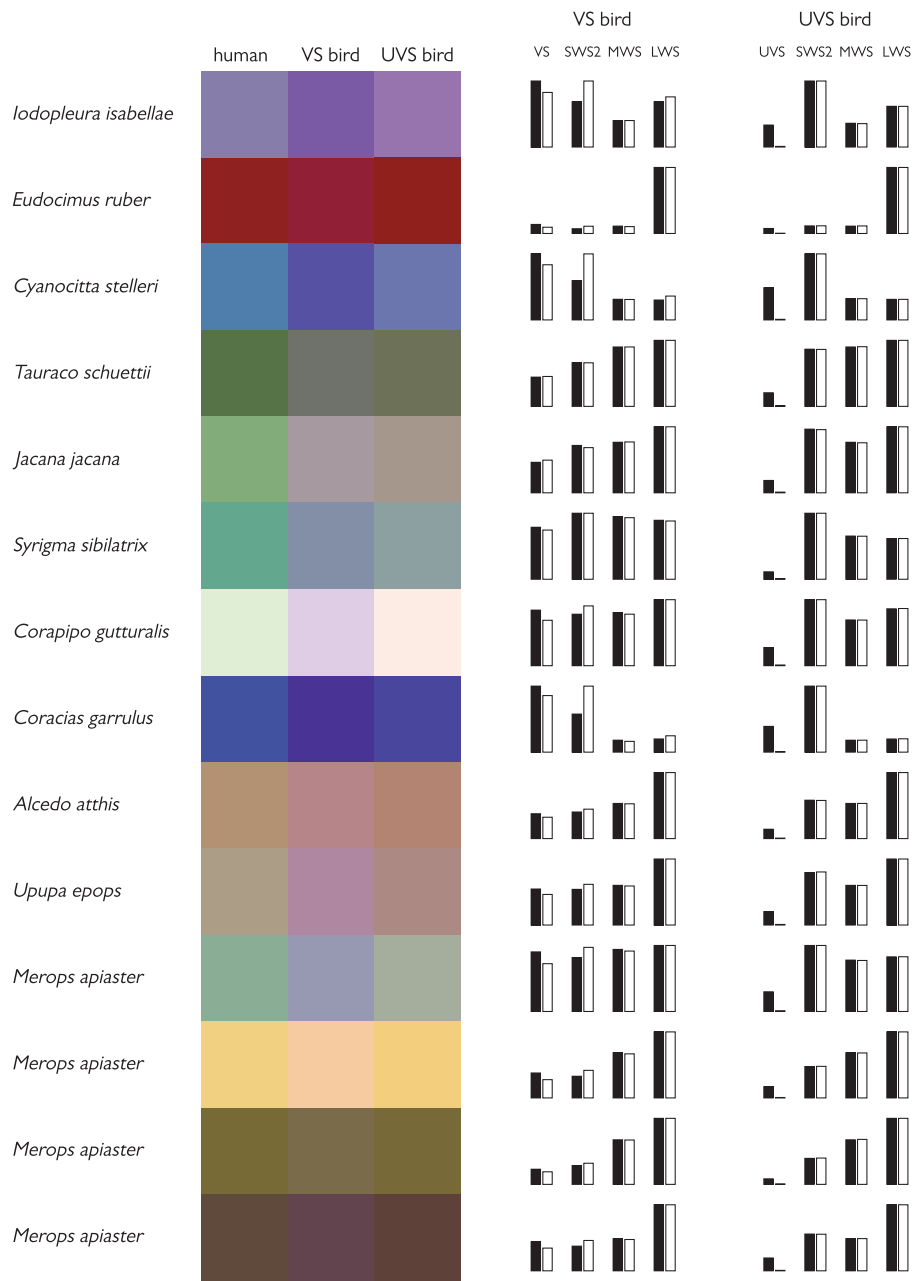 VS bird UVS bird
human VS bird UVS bird VS SWS2 MWS LWS UVS SWS2 MWS LWS
Iodopleura isabellae
Eudocimus ruber
Cyanocitta stelleri
Tauraco schuettii
Jacana jacana
Syrigma sibilatrix
Corapipo gutturalis
Coracias garrulus
Alcedo atthis
Upupa epops
Merops apiaster
Merops apiaster
Merops apiaster
Merops apiaster